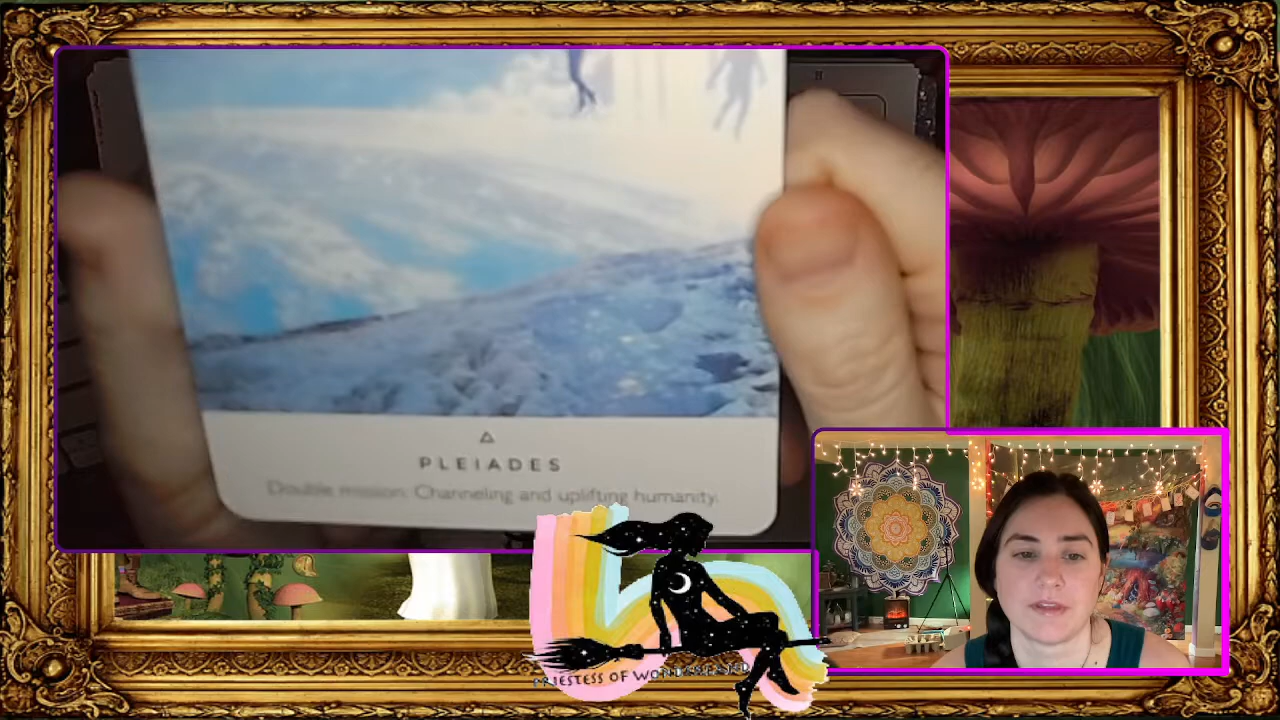 PLEIADES
Double mission: Channeling and uplifting humanity.
PRIESTESS OF WONDERLAND